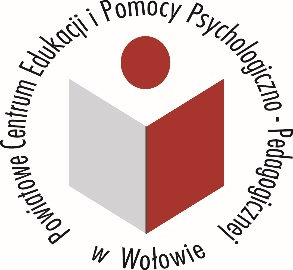 Powiatowe Centrum Edukacji i Pomocy Psychologiczno - Pedagogicznej
w Wołowie